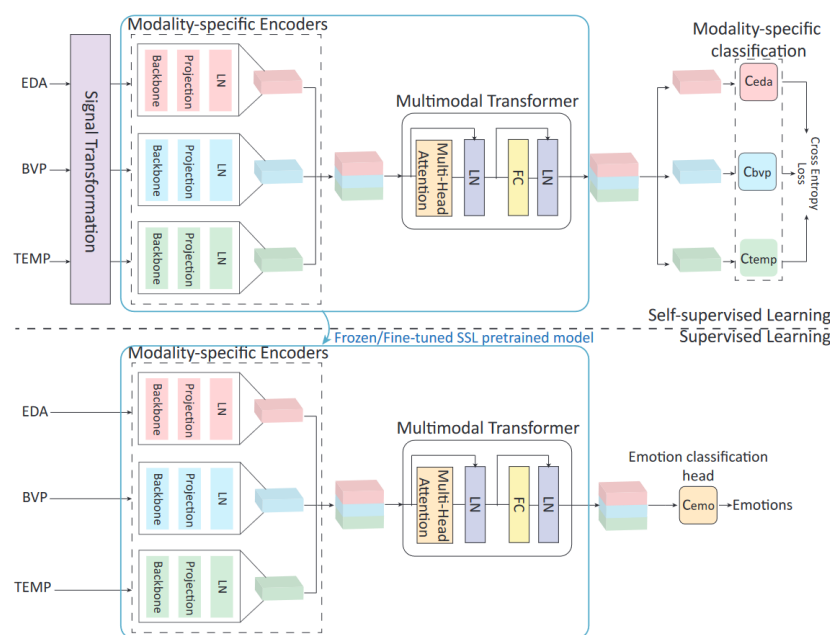 Modality-specific Encoders
Modality-specific
classification
EDA
BVP
TEMP
Signal Transformation
Backbone
Projection
LN
Backbone
Projection
LN
Backbone
Projection
LN
Multimodal Transformer
Multi-Head
Attention
LN
FC
LN
Ceda
Cbvp
Ctemp
Cross Entropy
Loss
Self-supervised Learning
Supervised Learning
Frozen/Fine-tuned SSL pretrained model
Modality-specific Encoders
EDA
BVP
TEMP
Backbone
Projection
LN
Backbone
Projection
LN
Backbone
Projection
LN
Multimodal Transformer
Multi-Head
Attention
LN
FC
LN
Emotion classification
head
Cemo
Emotions